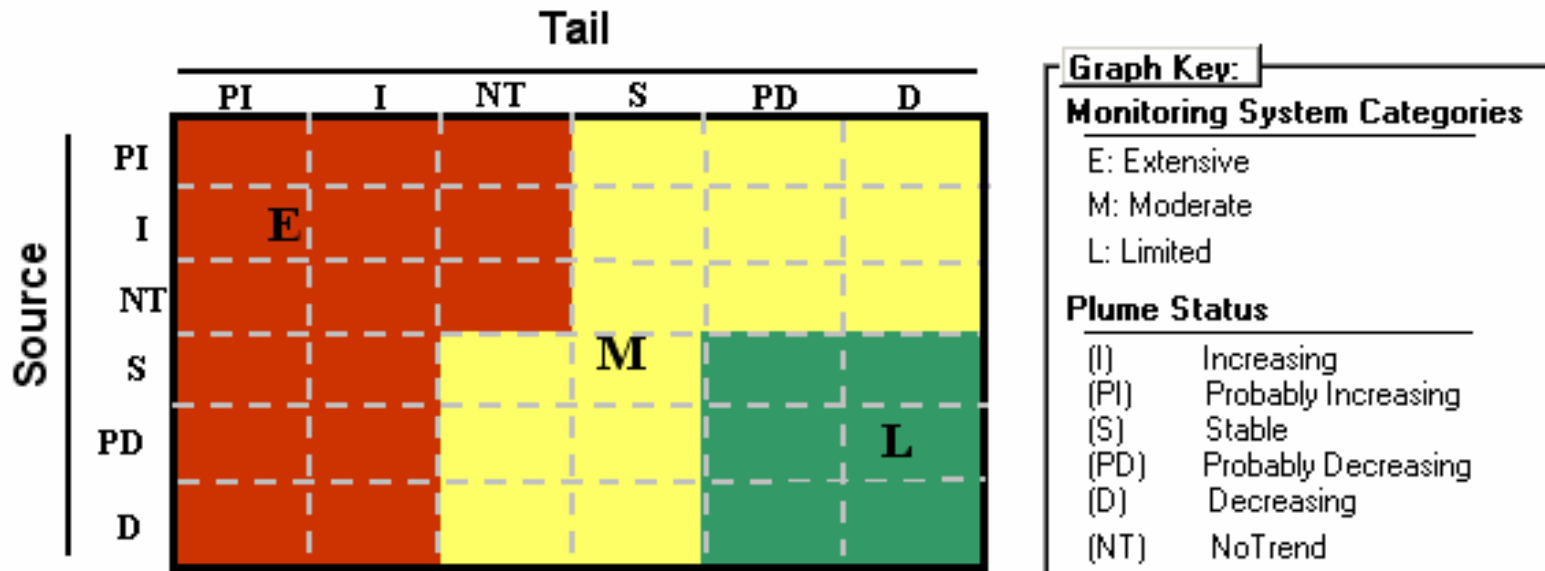 Tail
PI I NT S PD D
Source
PI
I
NT
S
PD
D
E
M
L
Graph Key:
Monitoring System Categories
E: Extensive
M: Moderate
L: Limited
Plume Status
(I) Increasing
(PI) Probably Increasing
(S) Stable
(PD) Probably Decreasing
(D) Decreasing
(NT) NoTrend